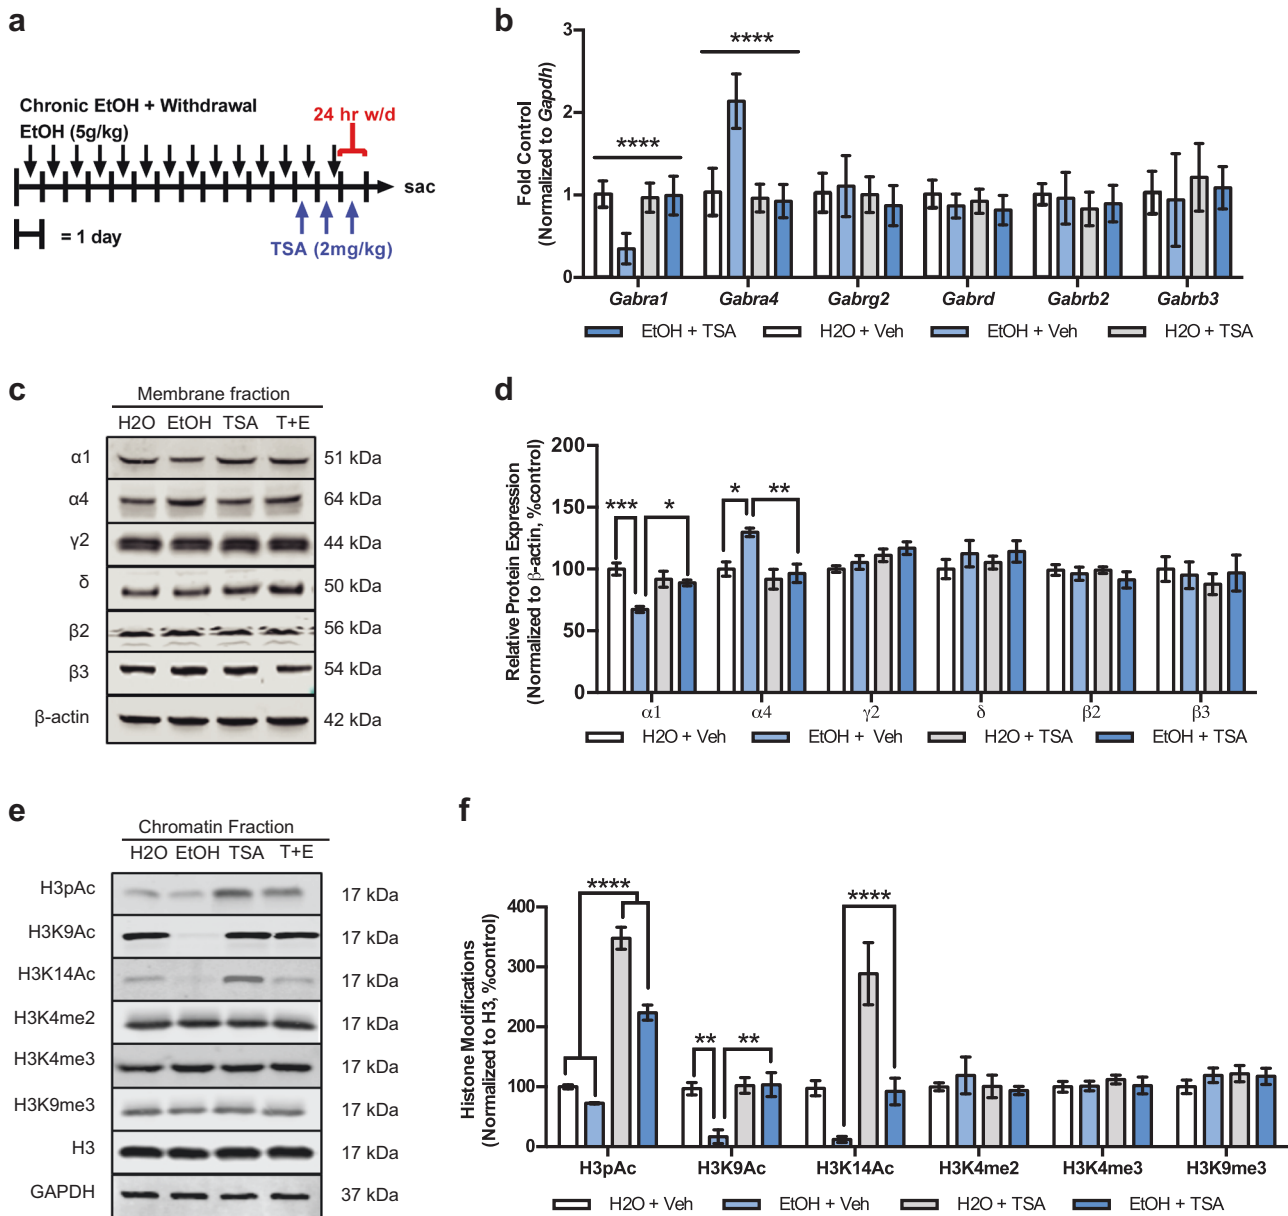 a
Chronic EtOH + Withdrawal
EtOH (5g/kg)
24 hr w/d
sac
= 1 day
TSA (2mg/kg)
b
Fold Control
(Normalized to Gapdh)
3
2
1
0
****
****
Gabra1 Gabra4 Gabrg2 Gabrd Gabrb2 Gabrb3
EtOH + TSA H2O + Veh EtOH + Veh H2O + TSA
c
Membrane fraction
H2O EtOH TSA T+E
α1 51 kDa
α4 64 kDa
γ2 44 kDa
δ 50 kDa
β2 56 kDa
β3 54 kDa
β-actin 42 kDa
d
Relative Protein Expression
(Normalized to β-actin, %control)
200
150
100
50
0
*** * * **
α1 α4 γ2 δ β2 β3
H2O + Veh EtOH + Veh H2O + TSA EtOH + TSA
e
Chromatin Fraction
H2O EtOH TSA T+E
H3pAc 17 kDa
H3K9Ac 17 kDa
H3K14Ac 17 kDa
H3K4me2 17 kDa
H3K4me3 17 kDa
H3K9me3 17 kDa
H3 17 kDa
GAPDH 37 kDa
f
Histone Modifications
(Normalized to H3, %control)
400
300
200
100
0
**** ** ** ****
H3pAc H3K9Ac H3K14Ac H3K4me2 H3K4me3 H3K9me3
H2O + Veh EtOH + Veh H2O + TSA EtOH + TSA